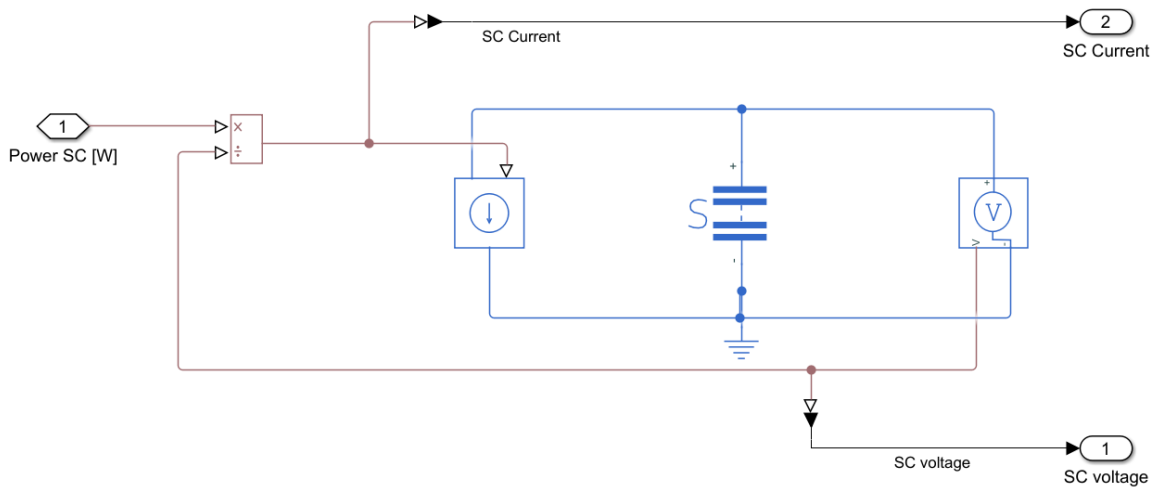 2
SC Current
SC Current
1
Power SC [W]
×
÷
+
S
-
+
V
V
-
SC voltage
1
SC voltage